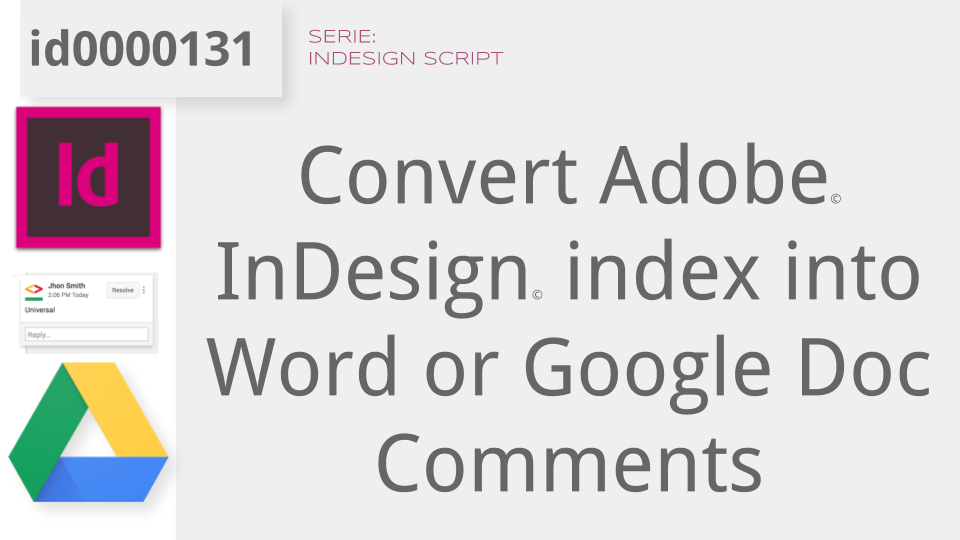 id0000131
SERIE:
INDESIGN SCRIPT
Id
Jhon Smith
2:06 PM Today
Resolve
Universal
Reply...
Convert Adobe©
InDesign© index into
Word or Google Doc
Comments